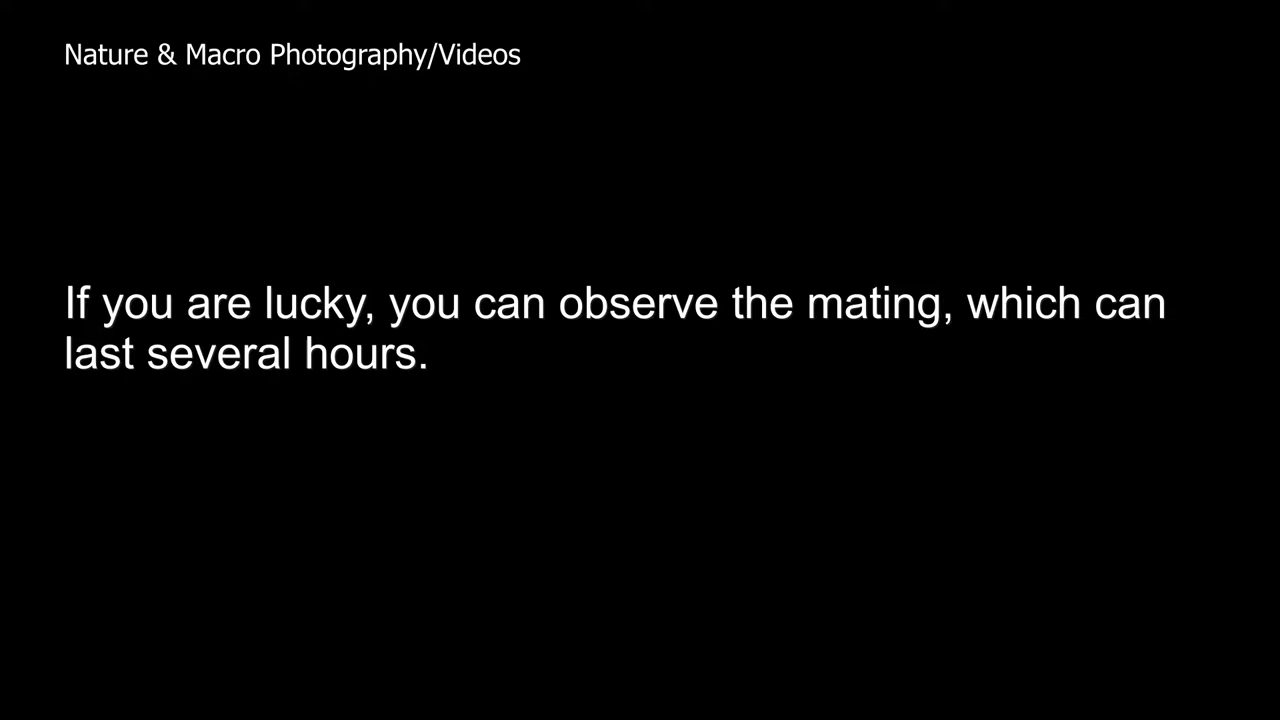 Nature & Macro Photography/Videos
If you are lucky, you can observe the mating, which can
last several hours.